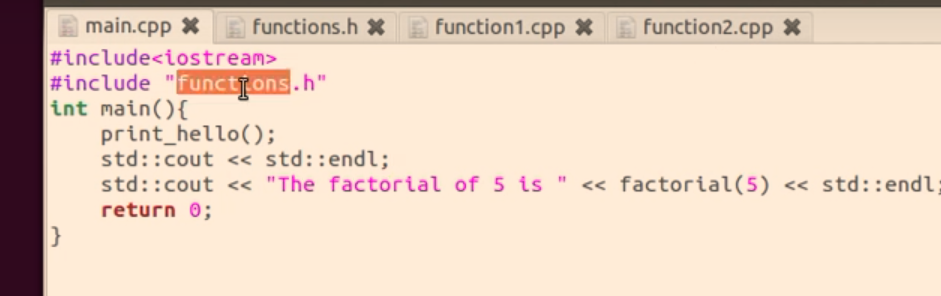 main.cpp functions.h function1.cpp function2.cpp
#include<iostream>
#include "functions.h"
int main(){
    print_hello();
    std::cout << std::endl;
    std::cout << "The factorial of 5 is " << factorial(5) << std::endl;
    return 0;
}